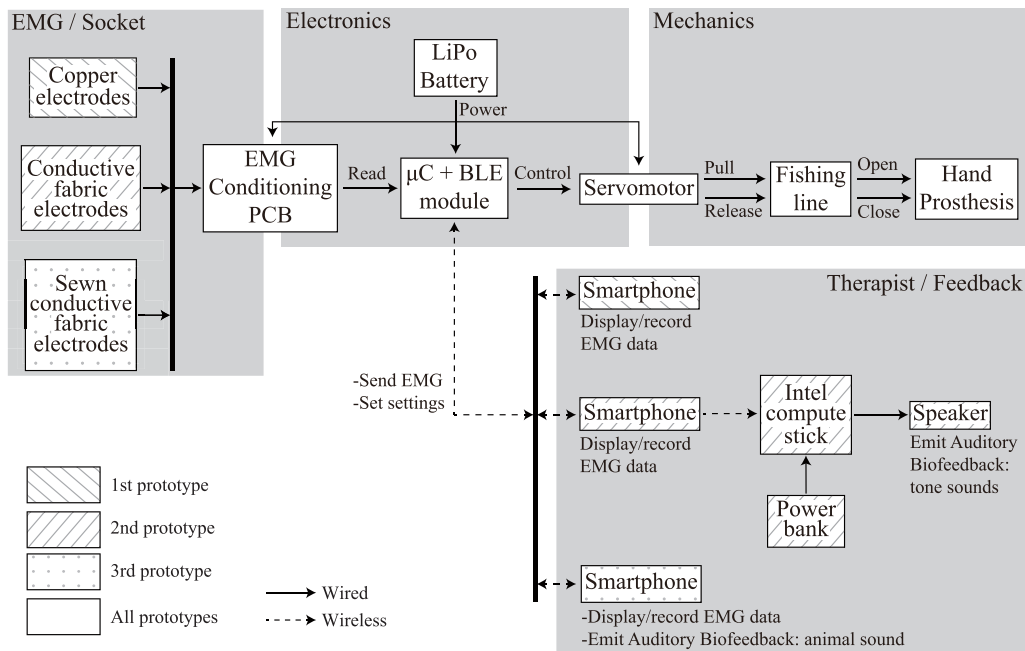 EMG / Socket
Electronics
Mechanics
Copper
electrodes
Conductive
fabric
electrodes
Sewn
conductive
fabric
electrodes
EMG
Conditioning
PCB
LiPo
Battery
Power
Read
μC + BLE
module
Control
Servomotor
Pull
Release
Fishing
line
Open
Close
Hand
Prosthesis
-Send EMG
-Set settings
Therapist / Feedback
Smartphone
Display/record
EMG data
Smartphone
Display/record
EMG data
Intel
compute
stick
Speaker
Emit Auditory
Biofeedback:
tone sounds
Power
bank
Smartphone
-Display/record EMG data
-Emit Auditory Biofeedback: animal sound
1st prototype
2nd prototype
3rd prototype
All prototypes
Wired
Wireless